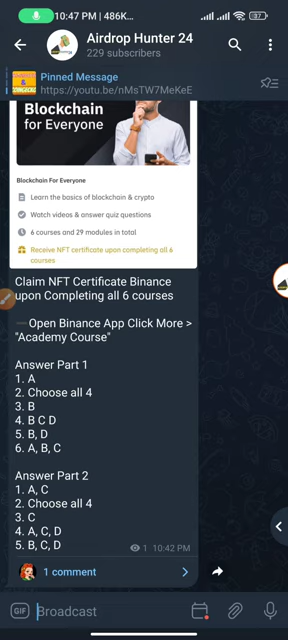 10:47 PM | 486K...
37
Airdrop Hunter 24
229 subscribers
Pinned Message
https://youtu.be/nMsTW7MeKeE
Blockchain
for Everyone
Blockchain For Everyone
Learn the basics of blockchain & crypto
Watch videos & answer quiz questions
6 courses and 29 modules in total
Receive NFT certificate upon completing all 6
courses
Claim NFT Certificate Binance
upon Completing all 6 courses
Open Binance App Click More >
"Academy Course"
Answer Part 1
1. A
2. Choose all 4
3. B
4. B C D
5. B, D
6. A, B, C
Answer Part 2
1. A, C
2. Choose all 4
3. C
4. A, C, D
5. B, C, D
1 10:42 PM
1 comment
GIF
Broadcast